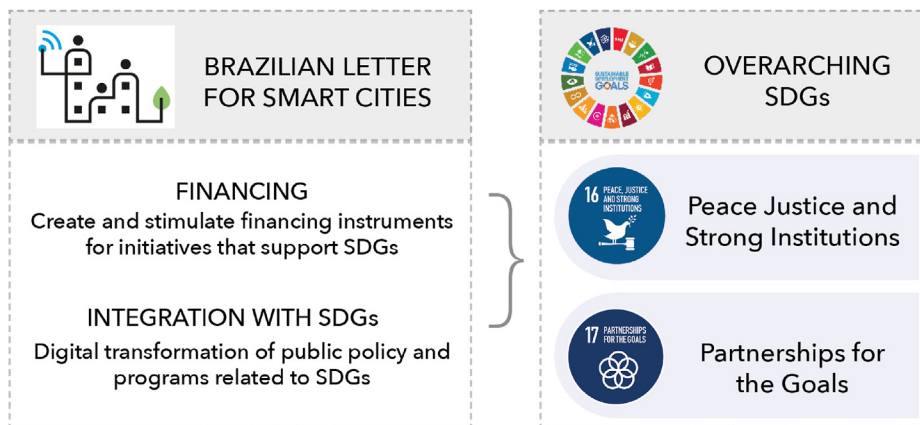 BRAZILIAN LETTER
FOR SMART CITIES
SUSTAINABLE
DEVELOPMENT
GOALS
OVERARCHING
SDGs
FINANCING
Create and stimulate financing instruments
for initiatives that support SDGs
INTEGRATION WITH SDGs
Digital transformation of public policy and
programs related to SDGs
16 PEACE, JUSTICE
AND STRONG
INSTITUTIONS
Peace Justice and
Strong Institutions
17 PARTNERSHIPS
FOR THE GOALS
Partnerships for
the Goals